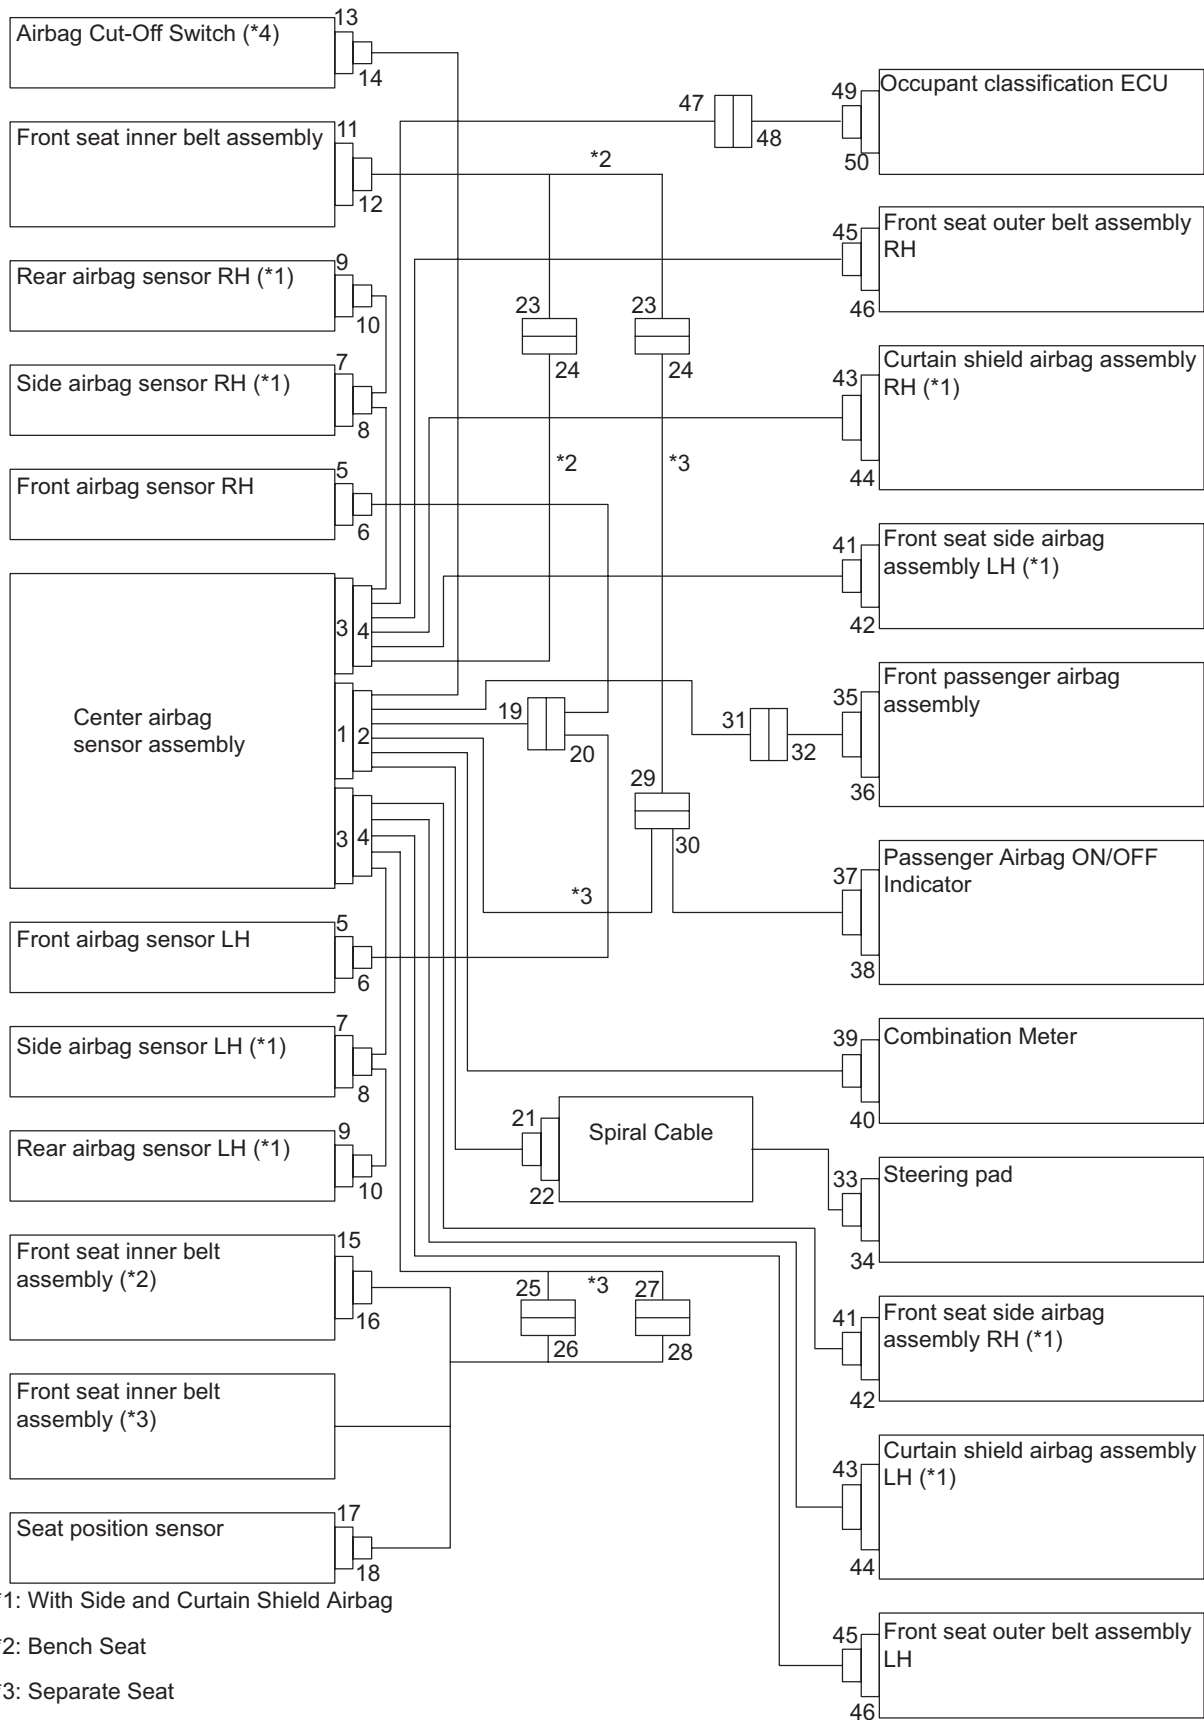 13
Airbag Cut-Off Switch (*4)
14
11
Front seat inner belt assembly
12
9
Rear airbag sensor RH (*1)
10
7
Side airbag sensor RH (*1)
8
5
Front airbag sensor RH
6
3 4
Center airbag
sensor assembly
1 2
3 4
5
Front airbag sensor LH
6
7
Side airbag sensor LH (*1)
8
9
Rear airbag sensor LH (*1)
10
15
Front seat inner belt
assembly (*2)
16
Front seat inner belt
assembly (*3)
17
Seat position sensor
18
*2
23
24
23
24
*2
*3
19
20
31
32
29
30
*3
21
Spiral Cable
22
25
*3
27
26
28
47
48
49
Occupant classification ECU
50
45
Front seat outer belt assembly
RH
46
43
Curtain shield airbag assembly
RH (*1)
44
41
Front seat side airbag
assembly LH (*1)
42
35
Front passenger airbag
assembly
36
37
Passenger Airbag ON/OFF
Indicator
38
39
Combination Meter
40
33
Steering pad
34
41
Front seat side airbag
assembly RH (*1)
42
43
Curtain shield airbag assembly
LH (*1)
44
45
Front seat outer belt assembly
LH
46
*1: With Side and Curtain Shield Airbag
*2: Bench Seat
*3: Separate Seat